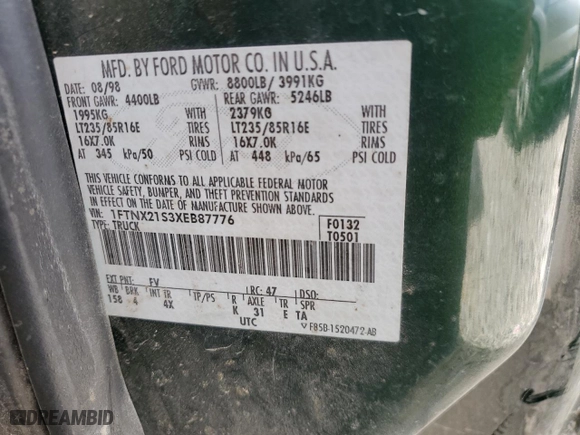 MFD. BY FORD MOTOR CO. IN U.S.A.
DATE: 08/98 GVWR: 8800LB/ 3991KG
FRONT GAWR: 4400LB REAR GAWR: 5246LB
1995KG WITH 2379KG WITH
LT235/85R16E TIRES LT235/85R16E TIRES
16X7.0K RIMS 16X7.0K RIMS
AT 345 kPa/50 PSI COLD AT 448 kPa/65 PSI COLD
THIS VEHICLE CONFORMS TO ALL APPLICABLE FEDERAL MOTOR
VEHICLE SAFETY, BUMPER, AND THEFT PREVENTION STANDARDS
IN EFFECT ON THE DATE OF MANUFACTURE SHOWN ABOVE.
VIN: 1FTNX21S3XEB87776 F0132
TYPE: TRUCK T0501
EXT PNT: FV RC: 47 DSO:
WB BRK INT TR TP/PS R AXLE TR SPR
158 4 4X K 31 E TA
UTC
▽ F85B-1520472-AB
DREAMBID